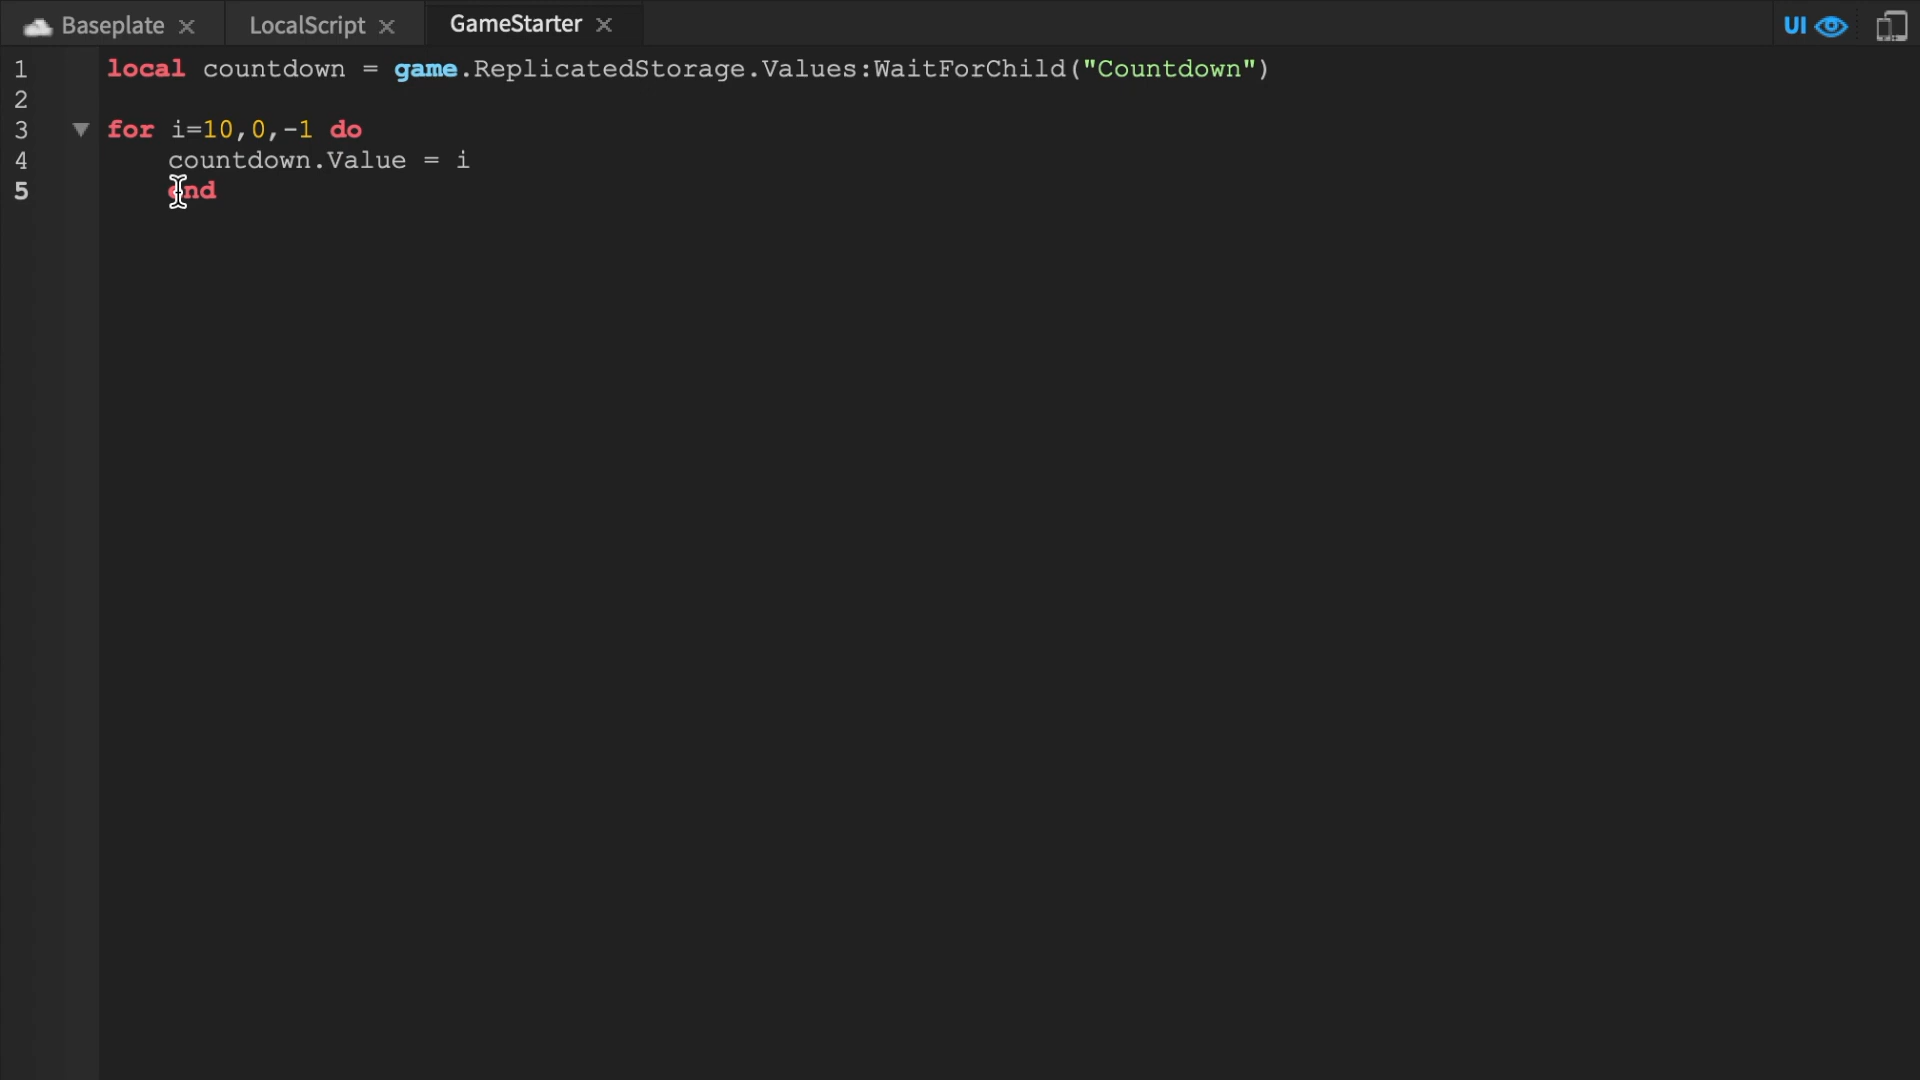 Baseplate LocalScript GameStarter UI
1 local countdown = game.ReplicatedStorage.Values:WaitForChild("Countdown")
2
3 for i=10,0,-1 do
4 countdown.Value = i
5 end